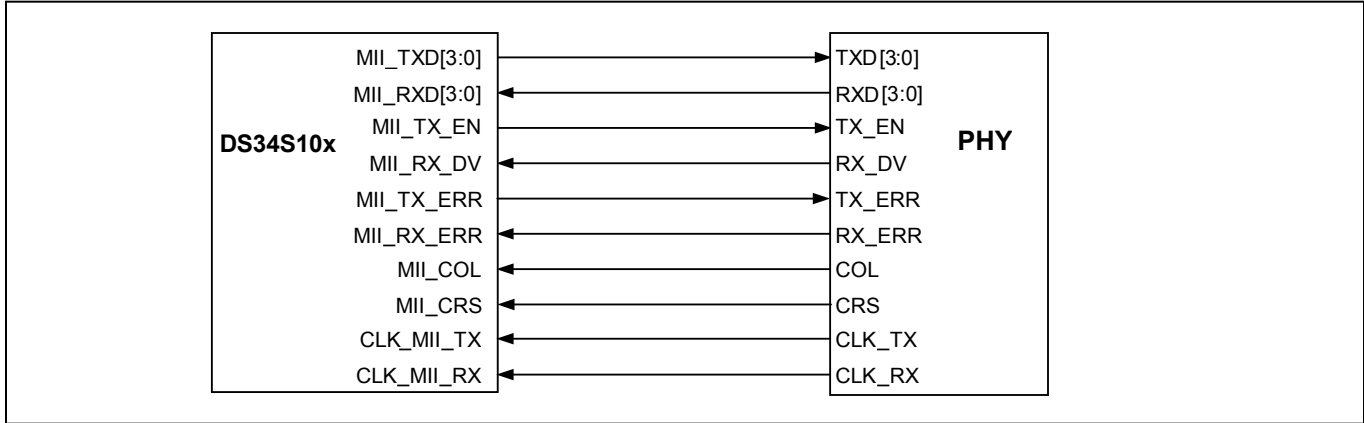 MII_TXD[3:0] TXD[3:0]
MII_RXD[3:0] RXD[3:0]
MII_TX_EN TX_EN
DS34S10x PHY
MII_RX_DV RX_DV
MII_TX_ERR TX_ERR
MII_RX_ERR RX_ERR
MII_COL COL
MII_CRS CRS
CLK_MII_TX CLK_TX
CLK_MII_RX CLK_RX